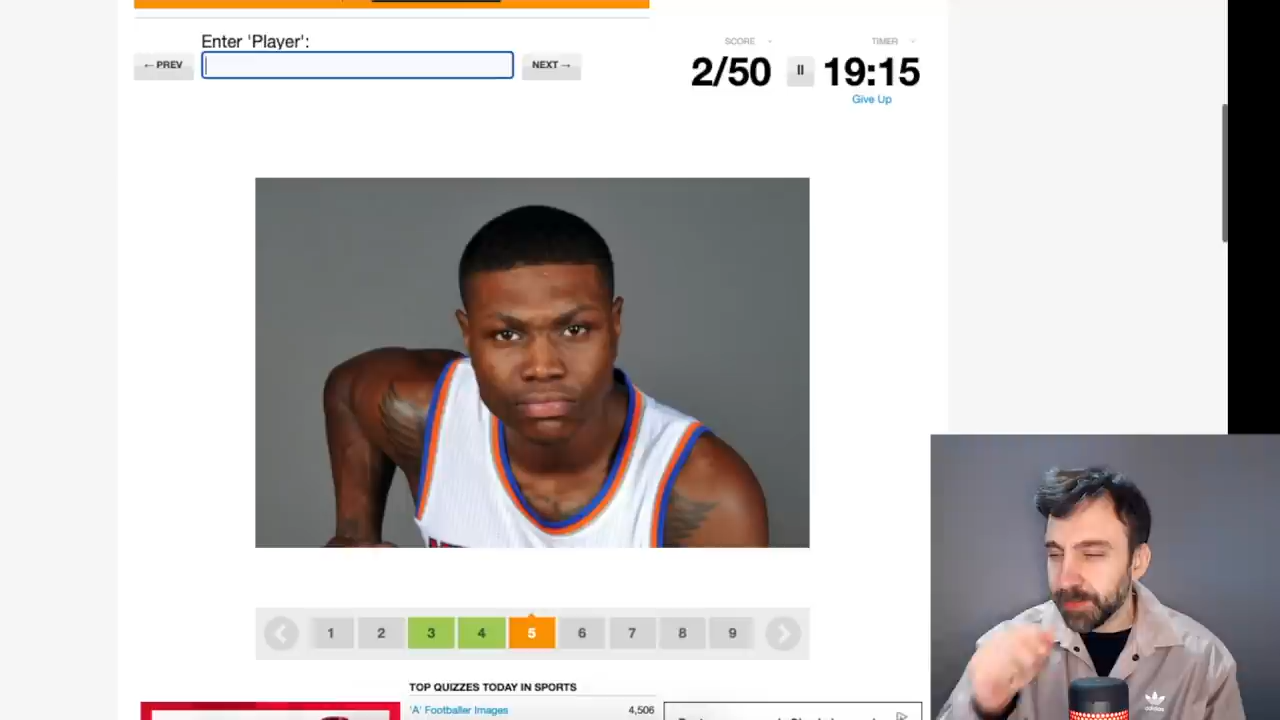 Enter 'Player':
← PREV
NEXT →
SCORE
2/50
TIMER
19:15
Give Up
1 2 3 4 5 6 7 8 9
TOP QUIZZES TODAY IN SPORTS
'A' Footballer Images 4,506
adidas